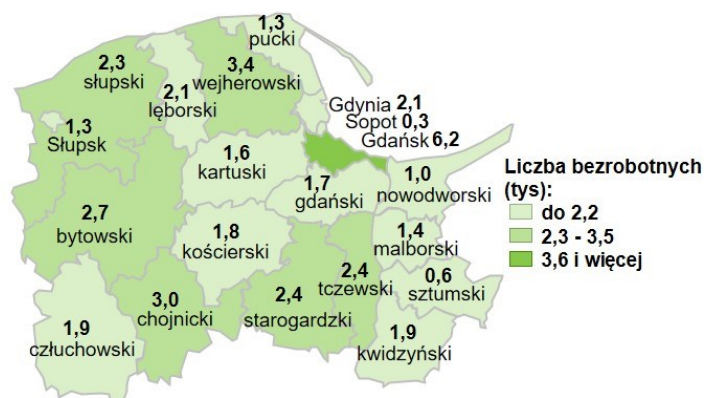 1,3
pucki
2,3
słupski
3,4
wejherowski
2,1
lęborski
Gdynia 2,1
Sopot 0,3
Gdańsk 6,2
1,3
Słupsk
1,6
kartuski
1,7
gdański
1,0
nowodworski
Liczba bezrobotnych
(tys):
do 2,2
2,3 - 3,5
3,6 i więcej
2,7
bytowski
1,8
kościerski
1,4
malborski
2,4
tczewski
0,6
sztumski
3,0
chojnicki
2,4
starogardzki
1,9
człuchowski
1,9
kwidzyński